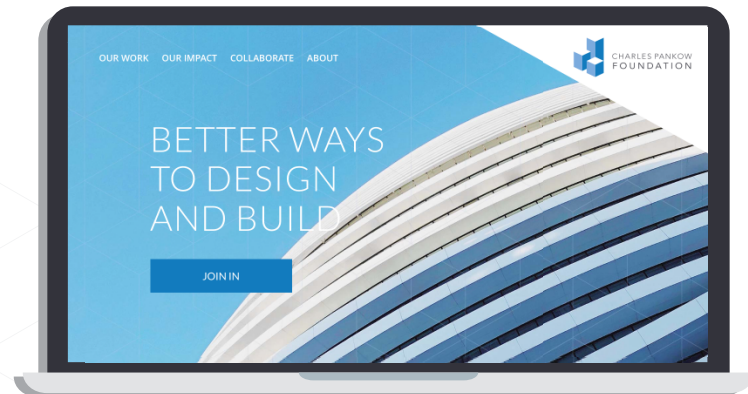 OUR WORK OUR IMPACT COLLABORATE ABOUT
CHARLES PANKOW
FOUNDATION
BETTER WAYS
TO DESIGN
AND BUILD
JOIN IN